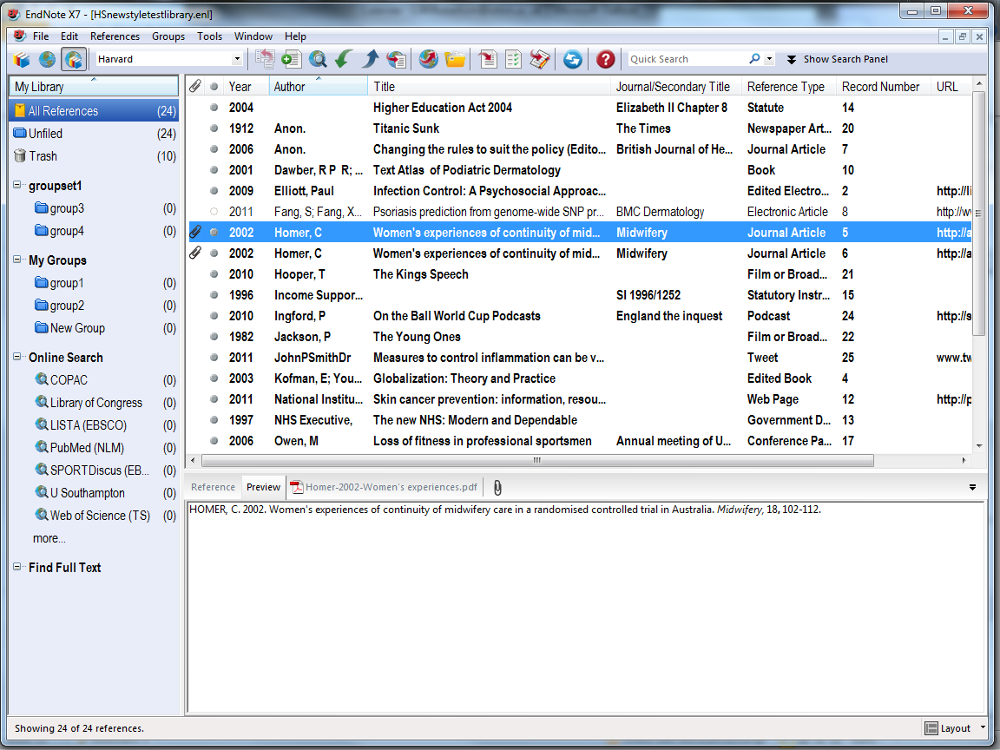 EndNote X7 - [HSnewstyletestlibrary.enl]
File Edit References Groups Tools Window Help
Harvard Quick Search Show Search Panel
My Library
All References (24)
Unfiled (24)
Trash (10)
groupset1
group3 (0)
group4 (0)
My Groups
group1 (0)
group2 (0)
New Group (0)
Online Search
COPAC (0)
Library of Congress (0)
LISTA (EBSCO) (0)
PubMed (NLM) (0)
SPORTDiscus (EB... (0)
U Southampton (0)
Web of Science (TS) (0)
more...
Find Full Text
Year Author Title Journal/Secondary Title Reference Type Record Number URL
2004 Higher Education Act 2004 Elizabeth II Chapter 8 Statute 14
1912 Anon. Titanic Sunk The Times Newspaper Art... 20
2006 Anon. Changing the rules to suit the policy (Edito... British Journal of He... Journal Article 7
2001 Dawber, R P R; ... Text Atlas of Podiatric Dermatology Book 10
2009 Elliott, Paul Infection Control: A Psychosocial Approac... Edited Electro... 2 http://li
2011 Fang, S; Fang, X... Psoriasis prediction from genome-wide SNP pr... BMC Dermatology Electronic Article 8 http://w
2002 Homer, C Women's experiences of continuity of mid... Midwifery Journal Article 5 http://a
2002 Homer, C Women's experiences of continuity of mid... Midwifery Journal Article 6 http://a
2010 Hooper, T The Kings Speech Film or Broad... 21
1996 Income Suppor... SI 1996/1252 Statutory Instr... 15
2010 Ingford, P On the Ball World Cup Podcasts England the inquest Podcast 24 http://s
1982 Jackson, P The Young Ones Film or Broad... 22
2011 JohnPSmithDr Measures to control inflammation can be v... Tweet 25 www.tw
2003 Kofman, E; You... Globalization: Theory and Practice Edited Book 4
2011 National Institu... Skin cancer prevention: information, resou... Web Page 12 http://p
1997 NHS Executive, The new NHS: Modern and Dependable Government D... 13
2006 Owen, M Loss of fitness in professional sportsmen Annual meeting of U... Conference Pa... 17
Reference Preview Homer-2002-Women's experiences.pdf
HOMER, C. 2002. Women's experiences of continuity of midwifery care in a randomised controlled trial in Australia. Midwifery, 18, 102-112.
Showing 24 of 24 references.
Layout